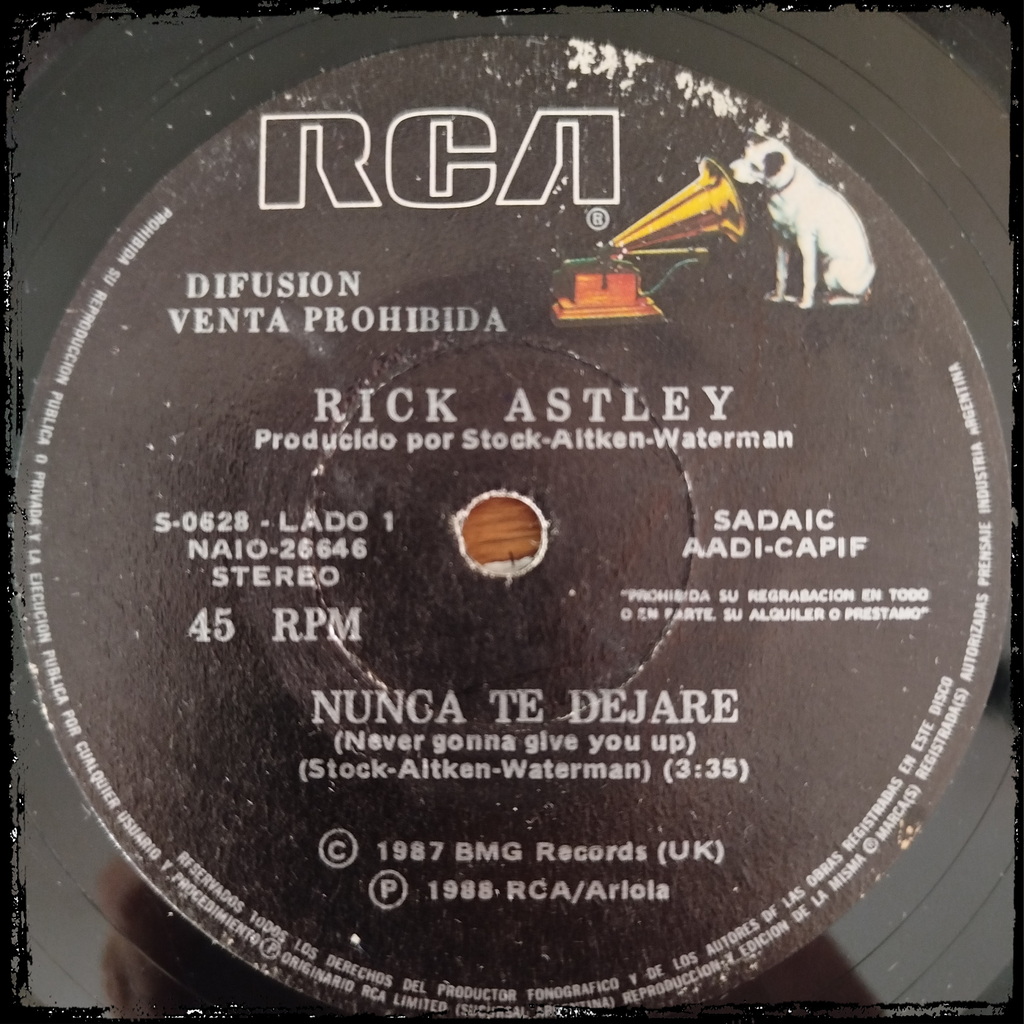 RCA
®
DIFUSION
VENTA PROHIBIDA
RICK ASTLEY
Producido por Stock-Aitken-Waterman
S-0628 - LADO 1
NAIO-26646
STEREO
45 RPM
SADAIC
AADI-CAPIF
"PROHIBIDA SU REGRABACION EN TODO
O EN PARTE. SU ALQUILER O PRESTAMO"
NUNCA TE DEJARE
(Never gonna give you up)
(Stock-Aitken-Waterman) (3:35)
© 1987 BMG Records (UK)
℗ 1988 RCA/Ariola
PROHIBIDA SU REPRODUCCION PUBLICA O PRIVADA Y LA EJECUCION PUBLICA POR CUALQUIER USUARIO Y PROCEDIMIENTO ℗ ORIGINARIO RCA LIMITED (SUCURSAL ARGENTINA) REPRODUCCION Y EDICION DE LA MISMA © MARCA(S) REGISTRADA(S) AUTORIZADAS PRENSAJE INDUSTRIA ARGENTINA
RESERVADOS TODOS LOS DERECHOS DEL PRODUCTOR FONOGRAFICO Y DE LOS AUTORES DE LAS OBRAS REGISTRADAS EN ESTE DISCO